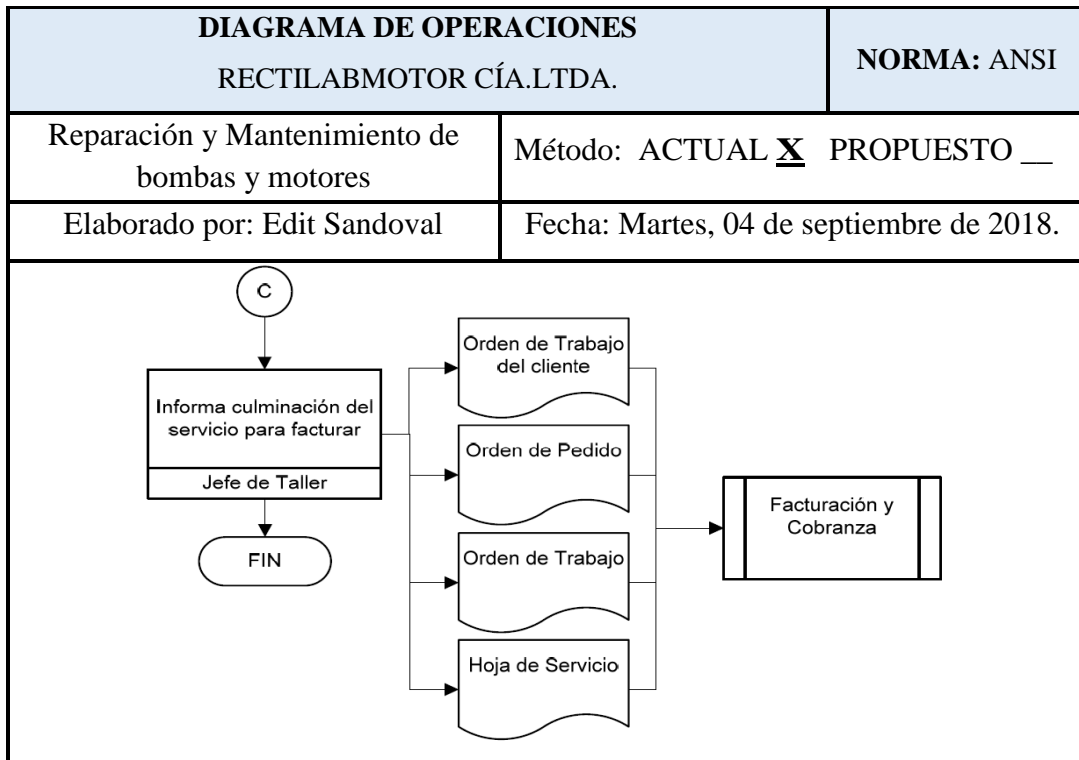 DIAGRAMA DE OPERACIONES
RECTILABMOTOR CÍA.LTDA.
NORMA: ANSI
Reparación y Mantenimiento de
bombas y motores
Método: ACTUAL X PROPUESTO __
Elaborado por: Edit Sandoval
Fecha: Martes, 04 de septiembre de 2018.
C
Informa culminación del
servicio para facturar
Jefe de Taller
FIN
Orden de Trabajo
del cliente
Orden de Pedido
Orden de Trabajo
Hoja de Servicio
Facturación y
Cobranza